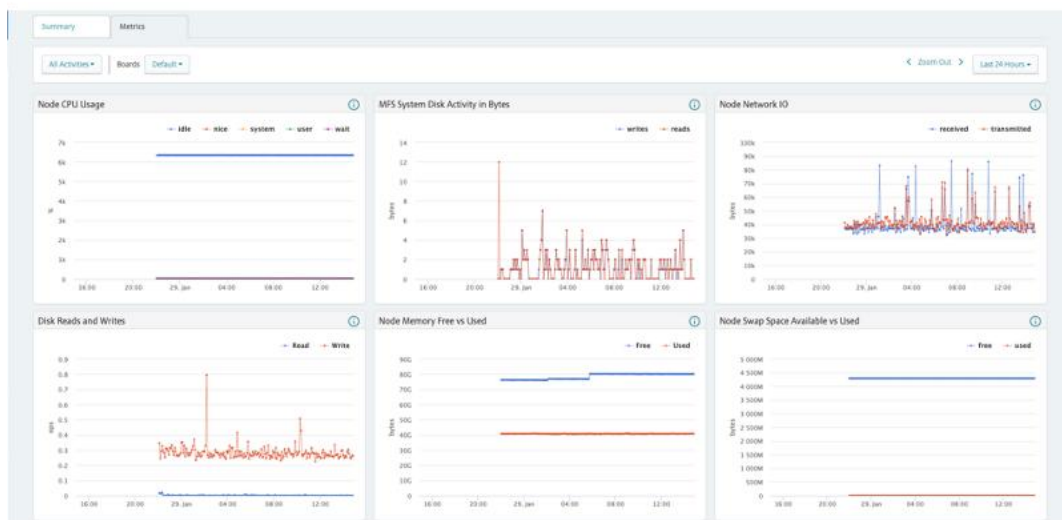 Summary Metrics
All Activities Boards Default Zoom Out Last 24 Hours
Node CPU Usage
idle nice system user wait
7k
6k
5k
4k
3k
2k
1k
0
%
16:00 20:00 29. Jan 04:00 08:00 12:00
MFS System Disk Activity in Bytes
writes reads
14
12
10
8
6
4
2
0
bytes
16:00 20:00 29. Jan 04:00 08:00 12:00
Node Network IO
received transmitted
100k
90k
80k
70k
60k
50k
40k
30k
20k
10k
0
bytes
16:00 20:00 29. Jan 04:00 08:00 12:00
Disk Reads and Writes
Read Write
0.9
0.8
0.7
0.6
0.5
0.4
0.3
0.2
0.1
0
ops
16:00 20:00 29. Jan 04:00 08:00 12:00
Node Memory Free vs Used
Free Used
90G
80G
70G
60G
50G
40G
30G
20G
10G
0
bytes
16:00 20:00 29. Jan 04:00 08:00 12:00
Node Swap Space Available vs Used
free used
5 000M
4 500M
4 000M
3 500M
3 000M
2 500M
2 000M
1 500M
1 000M
500M
0
bytes
16:00 20:00 29. Jan 04:00 08:00 12:00